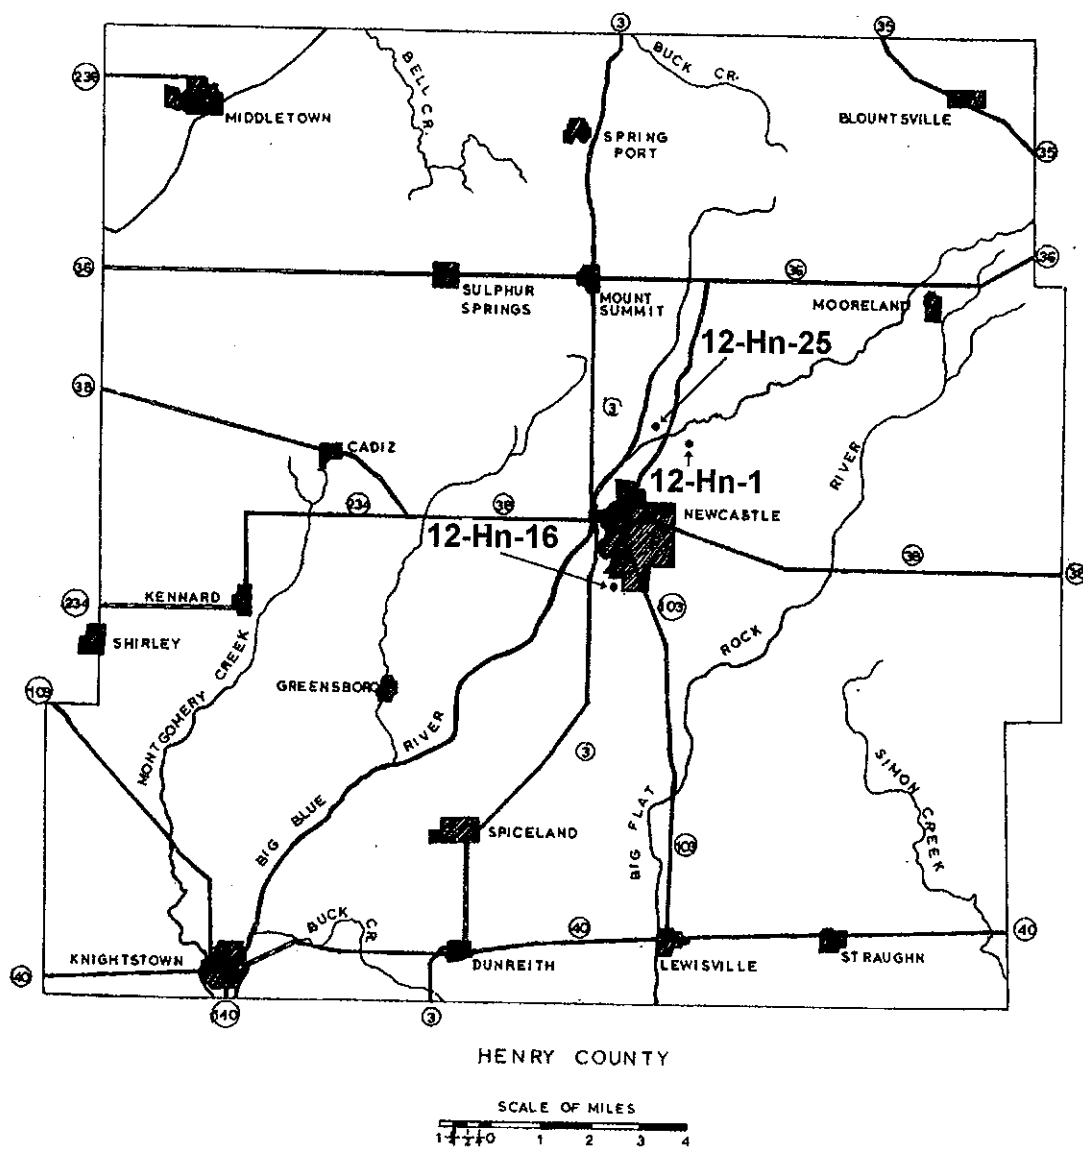 3
35
BUCK CR.
BELL CR.
236
MIDDLETOWN
BLOUNTSVILLE
SPRING
PORT
35
36
36
36
SULPHUR
SPRINGS
MOUNT
SUMMIT
MOORELAND
12-Hn-25
38
3
CADIZ
RIVER
12-Hn-1
234
38
NEWCASTLE
12-Hn-16
38
38
KENNARD
234
103
SHIRLEY
ROCK
MONTGOMERY CREEK
GREENSBORO
109
RIVER
3
SIMON CREEK
BIG BLUE
BIG FLAT
SPICELAND
103
BUCK
CR.
40
40
KNIGHTSTOWN
DUNREITH
LEWISVILLE
STRAUGHN
40
140
3
HENRY COUNTY
SCALE OF MILES
0 1 2 3 4